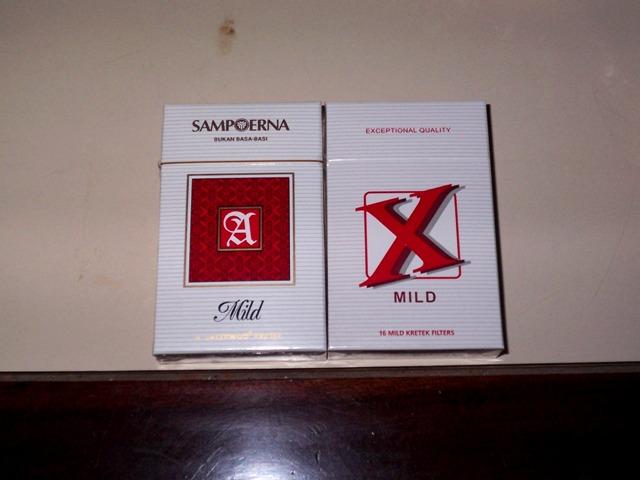 SAMPOERNA
BUKAN BASA-BASI
A
Mild
EXCEPTIONAL QUALITY
X
MILD
16 MILD KRETEK FILTERS